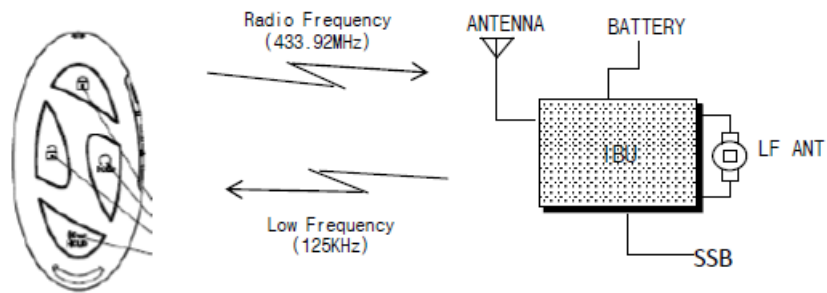 Radio Frequency
(433.92MHz)
ANTENNA
BATTERY
IBU
LF ANT
Low Frequency
(125KHz)
SSB